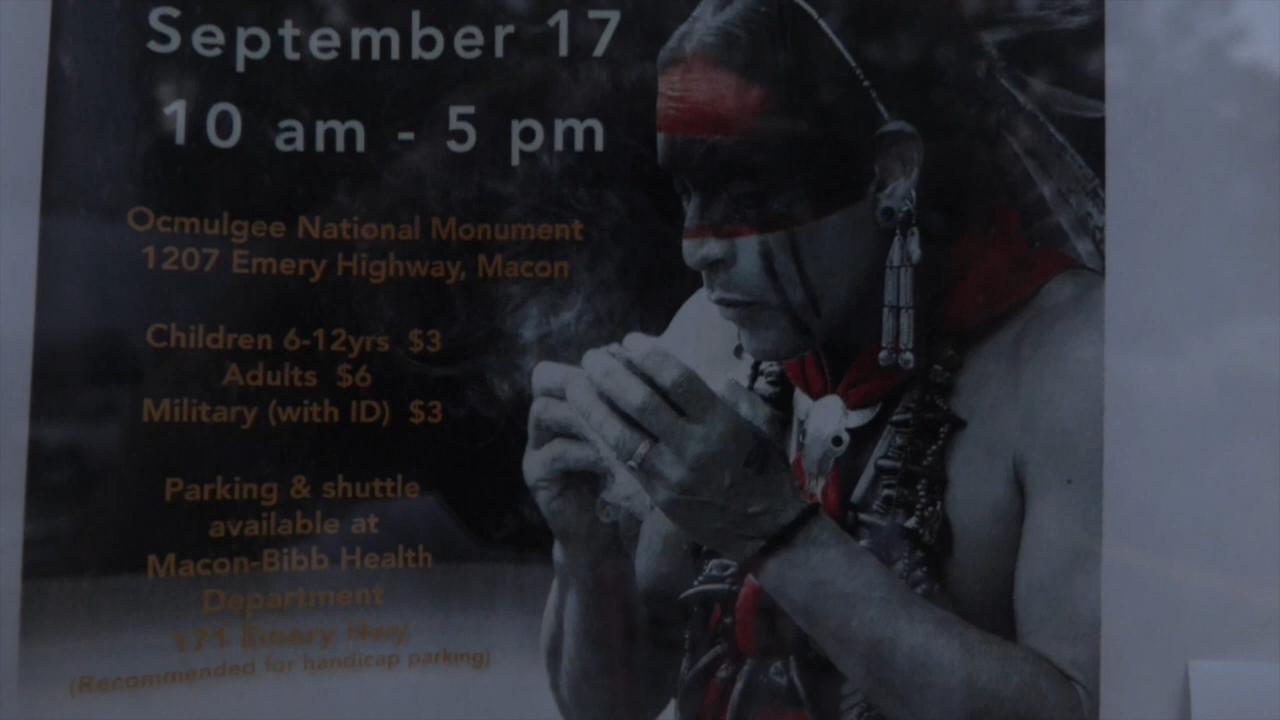 September 17
10 am - 5 pm
Ocmulgee National Monument
1207 Emery Highway, Macon
Children 6-12yrs $3
Adults $6
Military (with ID) $3
Parking & shuttle
available at
Macon-Bibb Health
Department
171 Emery Hwy
(Recommended for handicap parking)